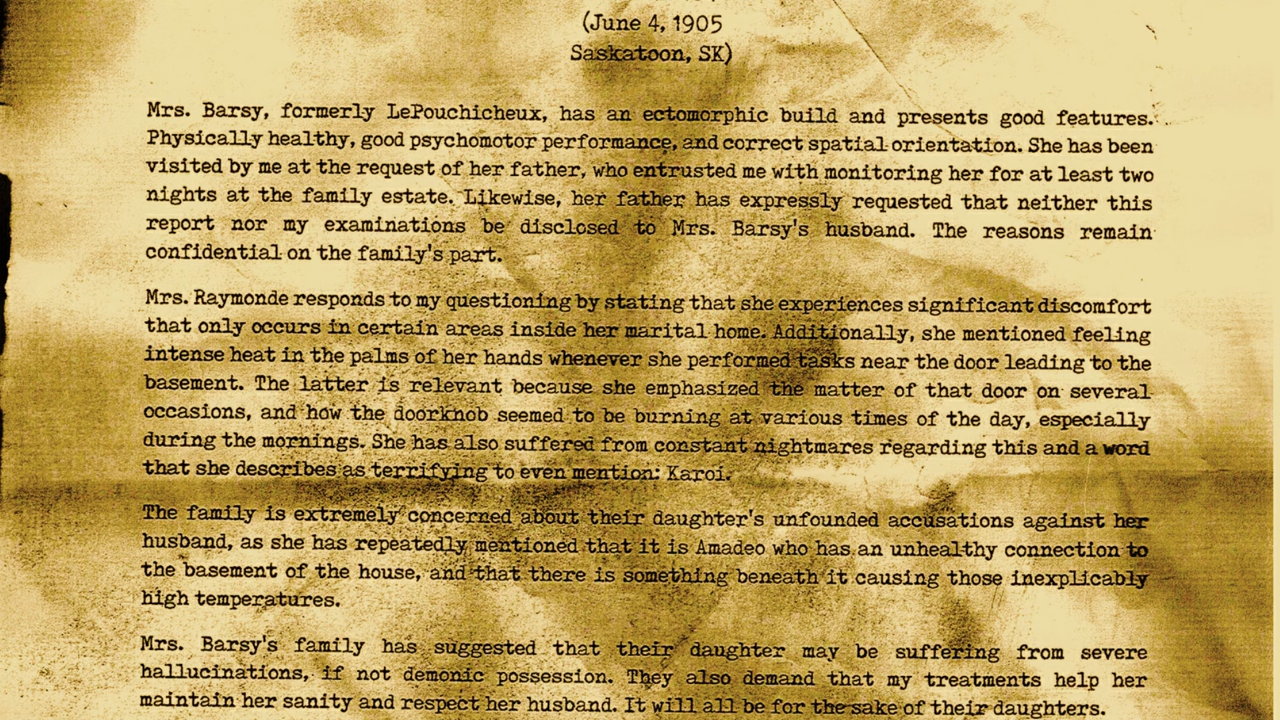 (June 4, 1905
Saskatoon, SK)
Mrs. Barsy, formerly LePouchicheux, has an ectomorphic build and presents good features.
Physically healthy, good psychomotor performance, and correct spatial orientation. She has been
visited by me at the request of her father, who entrusted me with monitoring her for at least two
nights at the family estate. Likewise, her father has expressly requested that neither this
report nor my examinations be disclosed to Mrs. Barsy's husband. The reasons remain
confidential on the family's part.
Mrs. Raymonde responds to my questioning by stating that she experiences significant discomfort
that only occurs in certain areas inside her marital home. Additionally, she mentioned feeling
intense heat in the palms of her hands whenever she performed tasks near the door leading to the
basement. The latter is relevant because she emphasized the matter of that door on several
occasions, and how the doorknob seemed to be burning at various times of the day, especially
during the mornings. She has also suffered from constant nightmares regarding this and a word
that she describes as terrifying to even mention: Karoi.
The family is extremely concerned about their daughter's unfounded accusations against her
husband, as she has repeatedly mentioned that it is Amadeo who has an unhealthy connection to
the basement of the house, and that there is something beneath it causing those inexplicably
high temperatures.
Mrs. Barsy's family has suggested that their daughter may be suffering from severe
hallucinations, if not demonic possession. They also demand that my treatments help her
maintain her sanity and respect her husband. It will all be for the sake of their daughters.